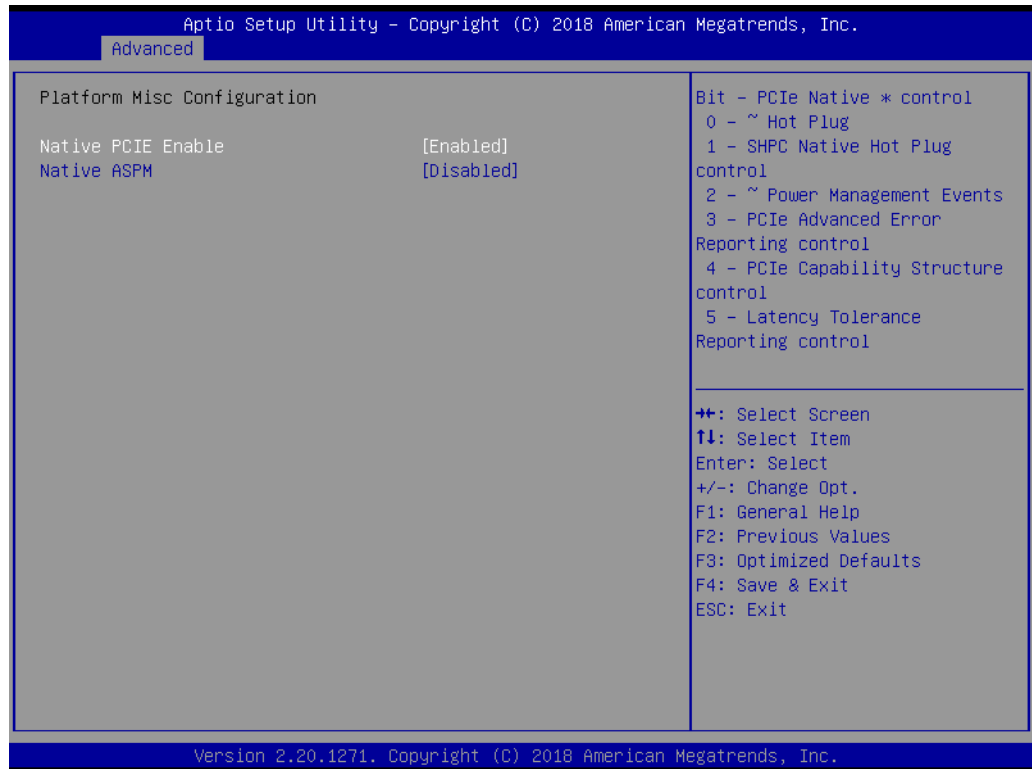 Aptio Setup Utility – Copyright (C) 2018 American Megatrends, Inc.
Advanced
Platform Misc Configuration
Native PCIE Enable [Enabled]
Native ASPM [Disabled]
Bit – PCIe Native * control
0 – ~ Hot Plug
1 – SHPC Native Hot Plug
control
2 – ~ Power Management Events
3 – PCIe Advanced Error
Reporting control
4 – PCIe Capability Structure
control
5 – Latency Tolerance
Reporting control
→←: Select Screen
↑↓: Select Item
Enter: Select
+/-: Change Opt.
F1: General Help
F2: Previous Values
F3: Optimized Defaults
F4: Save & Exit
ESC: Exit
Version 2.20.1271. Copyright (C) 2018 American Megatrends, Inc.